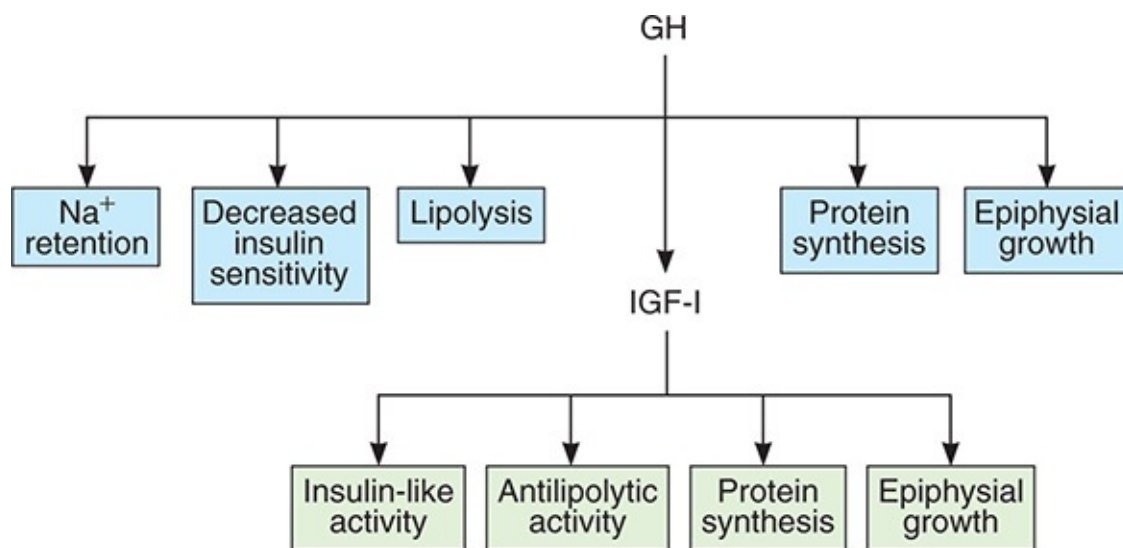 GH
Na⁺
retention
Decreased
insulin
sensitivity
Lipolysis
Protein
synthesis
Epiphysial
growth
IGF-I
Insulin-like
activity
Antilipolytic
activity
Protein
synthesis
Epiphysial
growth